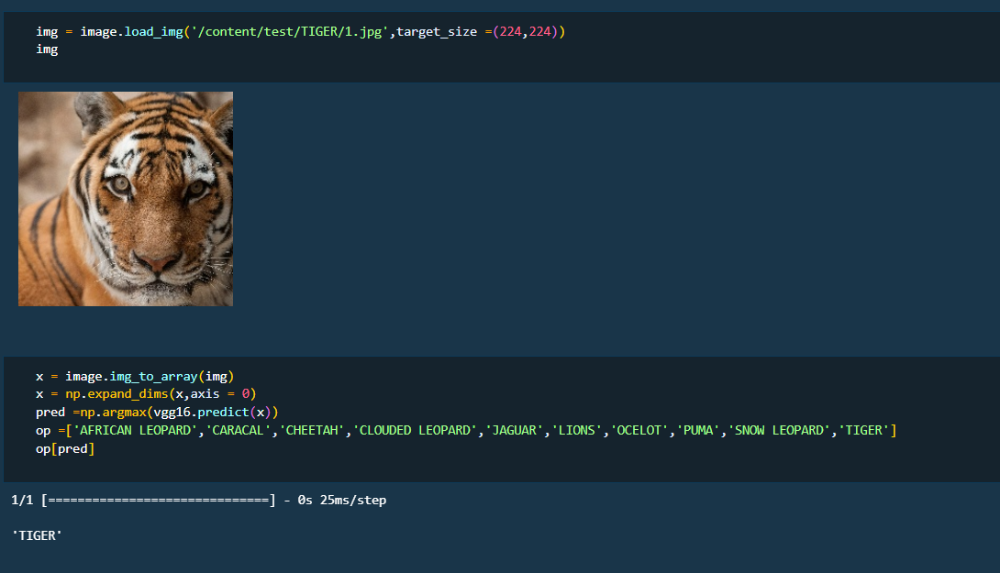 img = image.load_img('/content/test/TIGER/1.jpg',target_size =(224,224))
img
x = image.img_to_array(img)
x = np.expand_dims(x,axis = 0)
pred =np.argmax(vgg16.predict(x))
op =['AFRICAN LEOPARD','CARACAL','CHEETAH','CLOUDED LEOPARD','JAGUAR','LIONS','OCELOT','PUMA','SNOW LEOPARD','TIGER']
op[pred]
1/1 [==============================] - 0s 25ms/step
'TIGER'